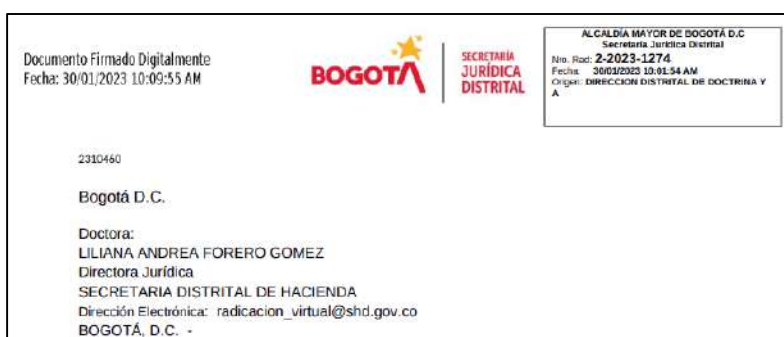 Documento Firmado Digitalmente
Fecha: 30/01/2023 10:09:55 AM
BOGOTÁ
SECRETARÍA
JURÍDICA
DISTRITAL
ALCALDÍA MAYOR DE BOGOTÁ D.C
Secretaría Jurídica Distrital
Nro. Rad: 2-2023-1274
Fecha: 30/01/2023 10:01:54 AM
Origen: DIRECCION DISTRITAL DE DOCTRINA Y
A
2310460
Bogotá D.C.
Doctora:
LILIANA ANDREA FORERO GOMEZ
Directora Jurídica
SECRETARIA DISTRITAL DE HACIENDA
Dirección Electrónica: radicacion_virtual@shd.gov.co
BOGOTÁ, D.C. -